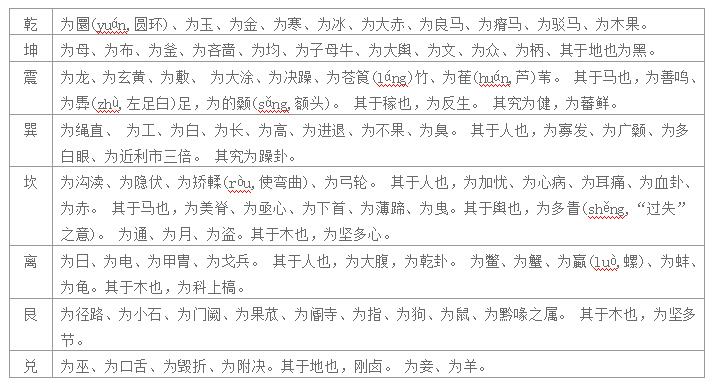 乾 为圜(yuán,圆环)、为玉、为金、为寒、为冰、为大赤、为良马、为瘠马、为驳马、为木果。
坤 为母、为布、为釜、为吝啬、为均、为子母牛、为大舆、为文、为众、为柄、其于地也为黑。
震 为龙、为玄黄、为敷、 为大涂、为决躁、为苍筤(láng)竹、为萑(huán,芦)苇。 其于马也,为善鸣、
为馵(zhù,左足白)足,为的颡(sǎng,额头)。 其于稼也,为反生。 其究为健,为蕃鲜。
巽 为绳直、 为工、为白、为长、为高、为进退、为不果、为臭。 其于人也,为寡发、为广颡、为多
白眼、为近利市三倍。 其究为躁卦。
坎 为沟渎、为隐伏、为矫輮(ròu,使弯曲)、为弓轮。 其于人也,为加忧、为心病、为耳痛、为血卦、
为赤。 其于马也,为美脊、为亟心、为下首、为薄蹄、为曳。其于舆也,为多眚(shěng,“过失”
之意)。 为通、为月、为盗。其于木也,为坚多心。
离 为日、为电、为甲胄、为戈兵。 其于人也,为大腹,为乾卦。 为鳖、为蟹、为蠃(luò,螺)、为蚌、
为龟。其于木也,为科上槁。
艮 为径路、为小石、为门阙、为果苽、为阍寺、为指、为狗、为鼠、为黔喙之属。 其于木也,为坚多
节。
兑 为巫、为口舌、为毁折、为附决。其于地也,刚卤。 为妾、为羊。